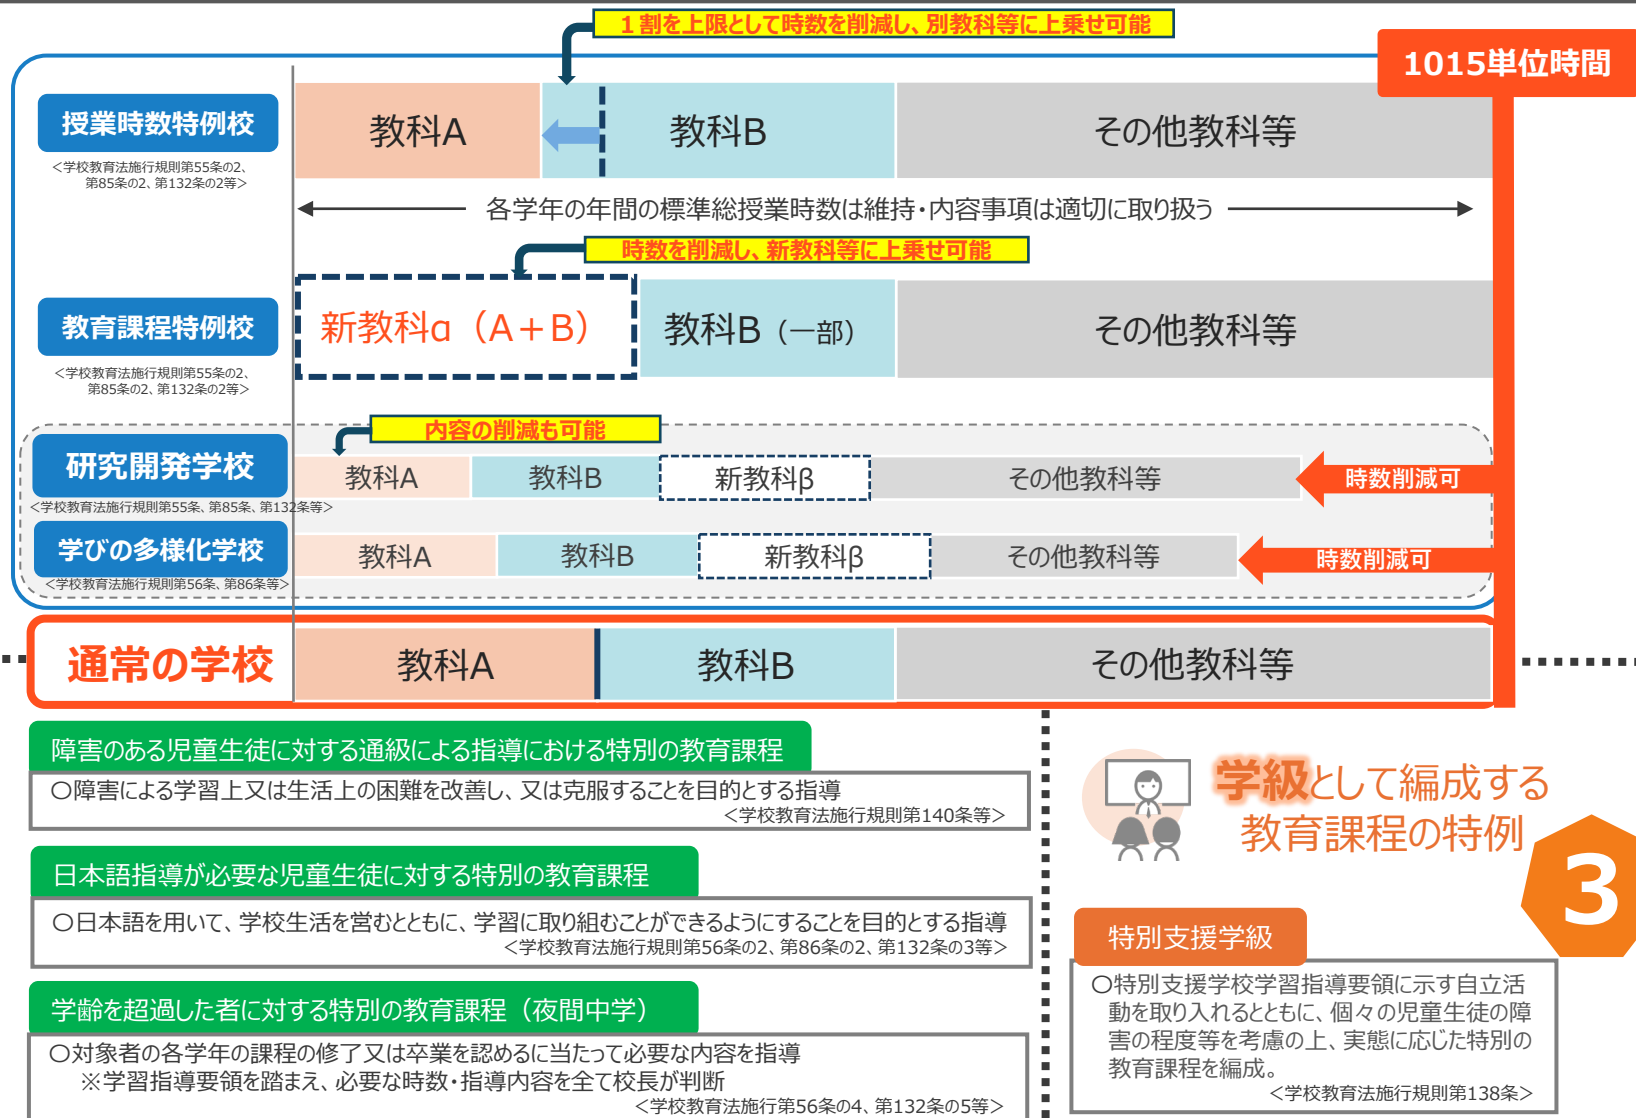 1割を上限として時数を削減し、別教科等に上乗せ可能
1015単位時間
授業時数特例校
<学校教育法施行規則第55条の2、
第85条の2、第132条の2等>
教科A
教科B
その他教科等
各学年の年間の標準総授業時数は維持・内容事項は適切に取り扱う
時数を削減し、新教科等に上乗せ可能
教育課程特例校
<学校教育法施行規則第55条の2、
第85条の2、第132条の2等>
新教科α（A＋B）
教科B（一部）
その他教科等
内容の削減も可能
研究開発学校
<学校教育法施行規則第55条、第85条、第132条等>
教科A
教科B
新教科β
その他教科等
時数削減可
学びの多様化学校
<学校教育法施行規則第56条、第86条等>
教科A
教科B
新教科β
その他教科等
時数削減可
通常の学校
教科A
教科B
その他教科等
障害のある児童生徒に対する通級による指導における特別の教育課程
〇障害による学習上又は生活上の困難を改善し、又は克服することを目的とする指導
<学校教育法施行規則第140条等>
日本語指導が必要な児童生徒に対する特別の教育課程
〇日本語を用いて、学校生活を営むとともに、学習に取り組むことができるようにすることを目的とする指導
<学校教育法施行規則第56条の2、第86条の2、第132条の3等>
学齢を超過した者に対する特別の教育課程（夜間中学）
〇対象者の各学年の課程の修了又は卒業を認めるに当たって必要な内容を指導
※学習指導要領を踏まえ、必要な時数・指導内容を全て校長が判断
<学校教育法施行第56条の4、第132条の5等>
学級として編成する
教育課程の特例
3
特別支援学級
〇特別支援学校学習指導要領に示す自立活
動を取り入れるとともに、個々の児童生徒の障
害の程度等を考慮の上、実態に応じた特別の
教育課程を編成。
<学校教育法施行規則第138条>